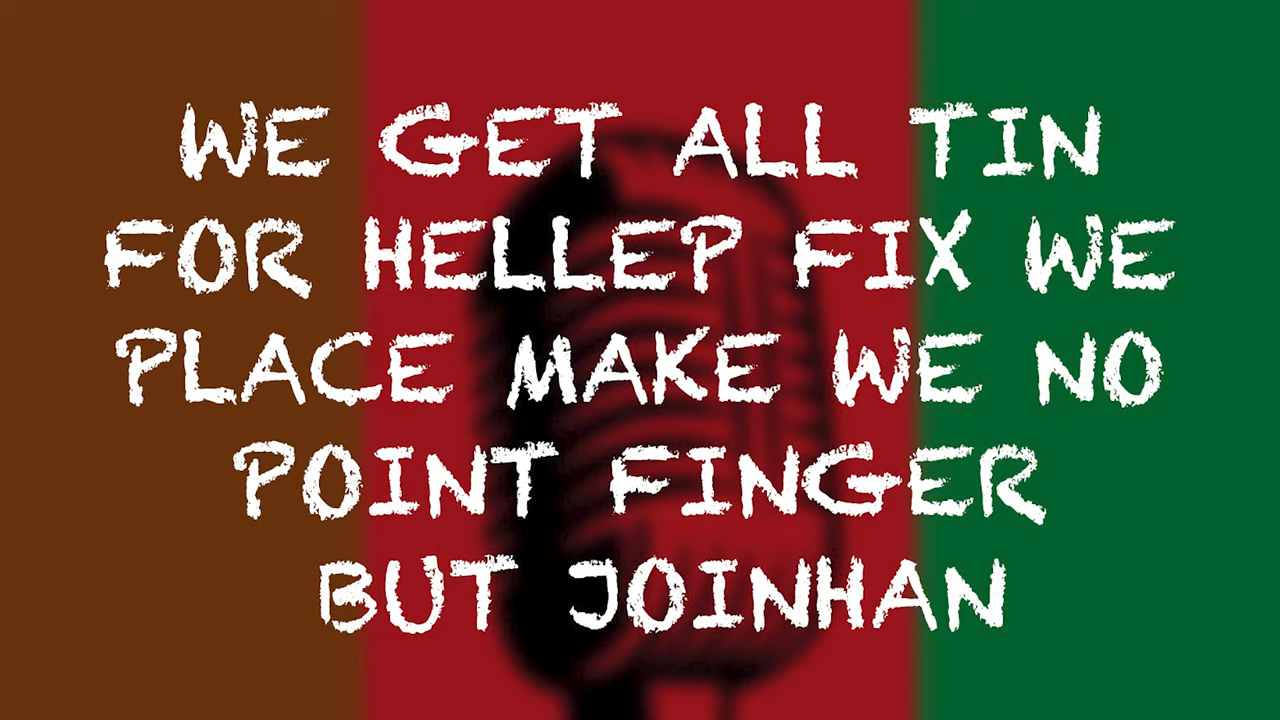 WE GET ALL TIN
FOR HELLEP FIX WE
PLACE MAKE WE NO
POINT FINGER
BUT JOINHAN